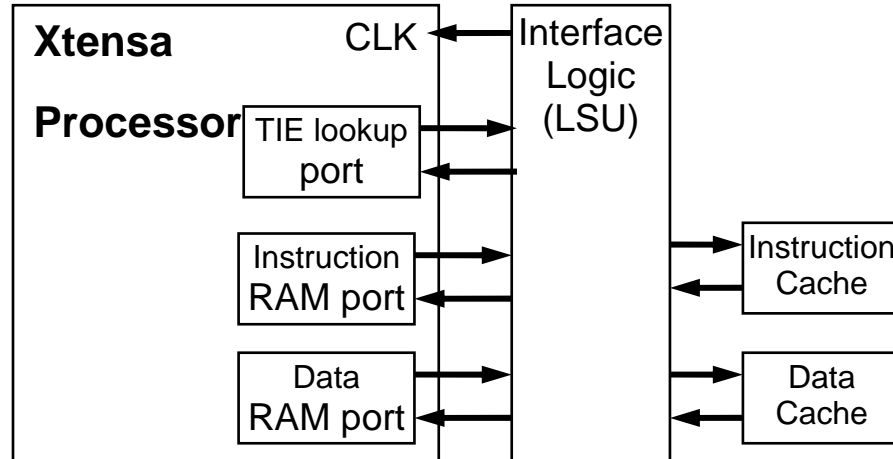 Xtensa
Processor
CLK
TIE lookup
port
Instruction
RAM port
Data
RAM port
Interface
Logic
(LSU)
Instruction
Cache
Data
Cache